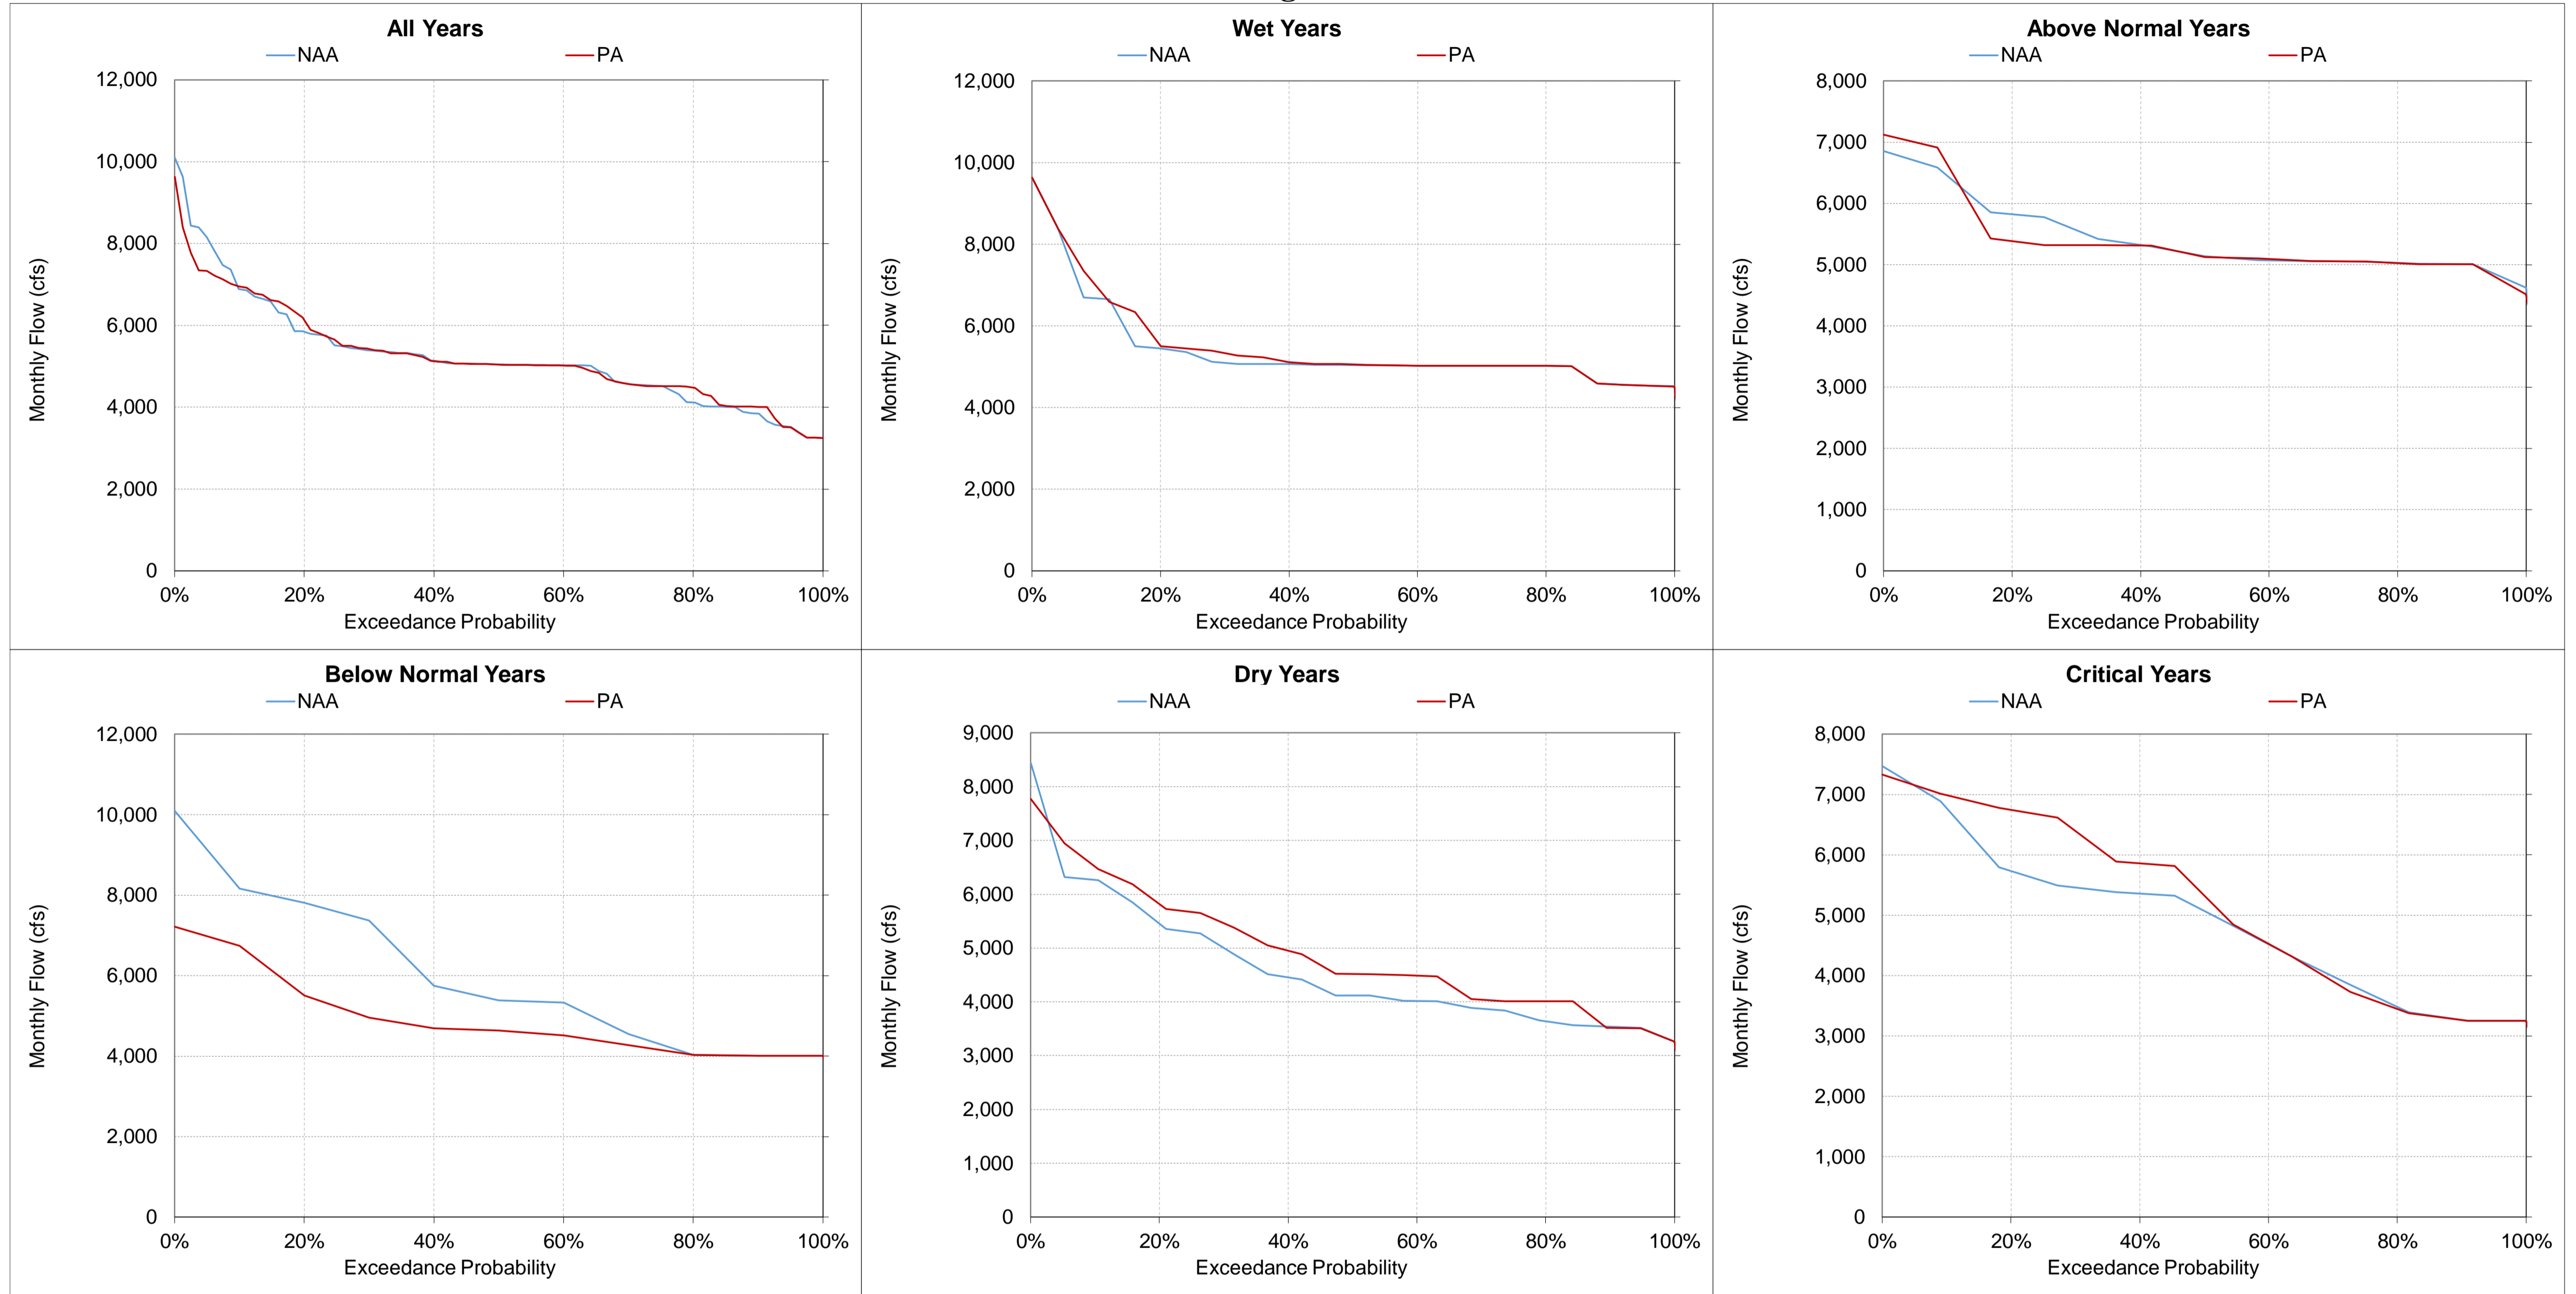 All Years
NAA PA
12,000
10,000
8,000
6,000
4,000
2,000
0
0% 20% 40% 60% 80% 100%
Monthly Flow (cfs)
Exceedance Probability
Wet Years
NAA PA
12,000
10,000
8,000
6,000
4,000
2,000
0
0% 20% 40% 60% 80% 100%
Monthly Flow (cfs)
Exceedance Probability
Above Normal Years
NAA PA
8,000
7,000
6,000
5,000
4,000
3,000
2,000
1,000
0
0% 20% 40% 60% 80% 100%
Monthly Flow (cfs)
Exceedance Probability
Below Normal Years
NAA PA
12,000
10,000
8,000
6,000
4,000
2,000
0
0% 20% 40% 60% 80% 100%
Monthly Flow (cfs)
Exceedance Probability
Dry Years
NAA PA
9,000
8,000
7,000
6,000
5,000
4,000
3,000
2,000
1,000
0
0% 20% 40% 60% 80% 100%
Monthly Flow (cfs)
Exceedance Probability
Critical Years
NAA PA
8,000
7,000
6,000
5,000
4,000
3,000
2,000
1,000
0
0% 20% 40% 60% 80% 100%
Monthly Flow (cfs)
Exceedance Probability